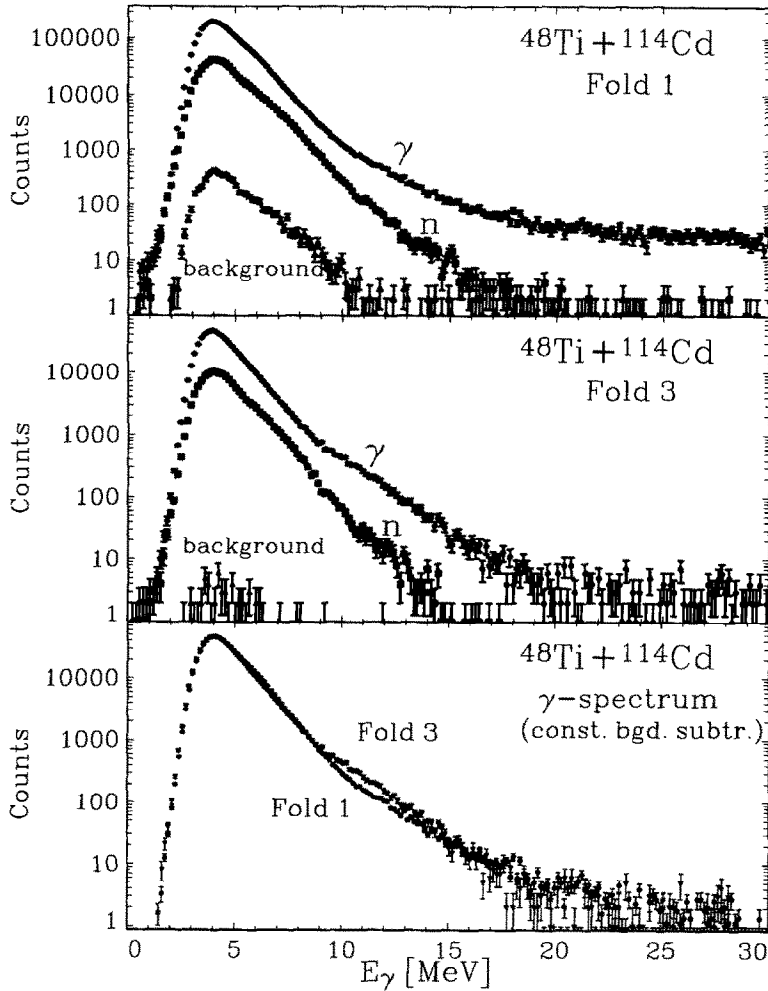 100000
10000
1000
100
10
1
Counts
⁴⁸Ti+¹¹⁴Cd
Fold 1
γ
n
background
10000
1000
100
10
1
Counts
⁴⁸Ti+¹¹⁴Cd
Fold 3
γ
n
background
10000
1000
100
10
1
Counts
⁴⁸Ti+¹¹⁴Cd
γ-spectrum
(const. bgd. subtr.)
Fold 3
Fold 1
0 5 10 15 20 25 30
Eγ [MeV]